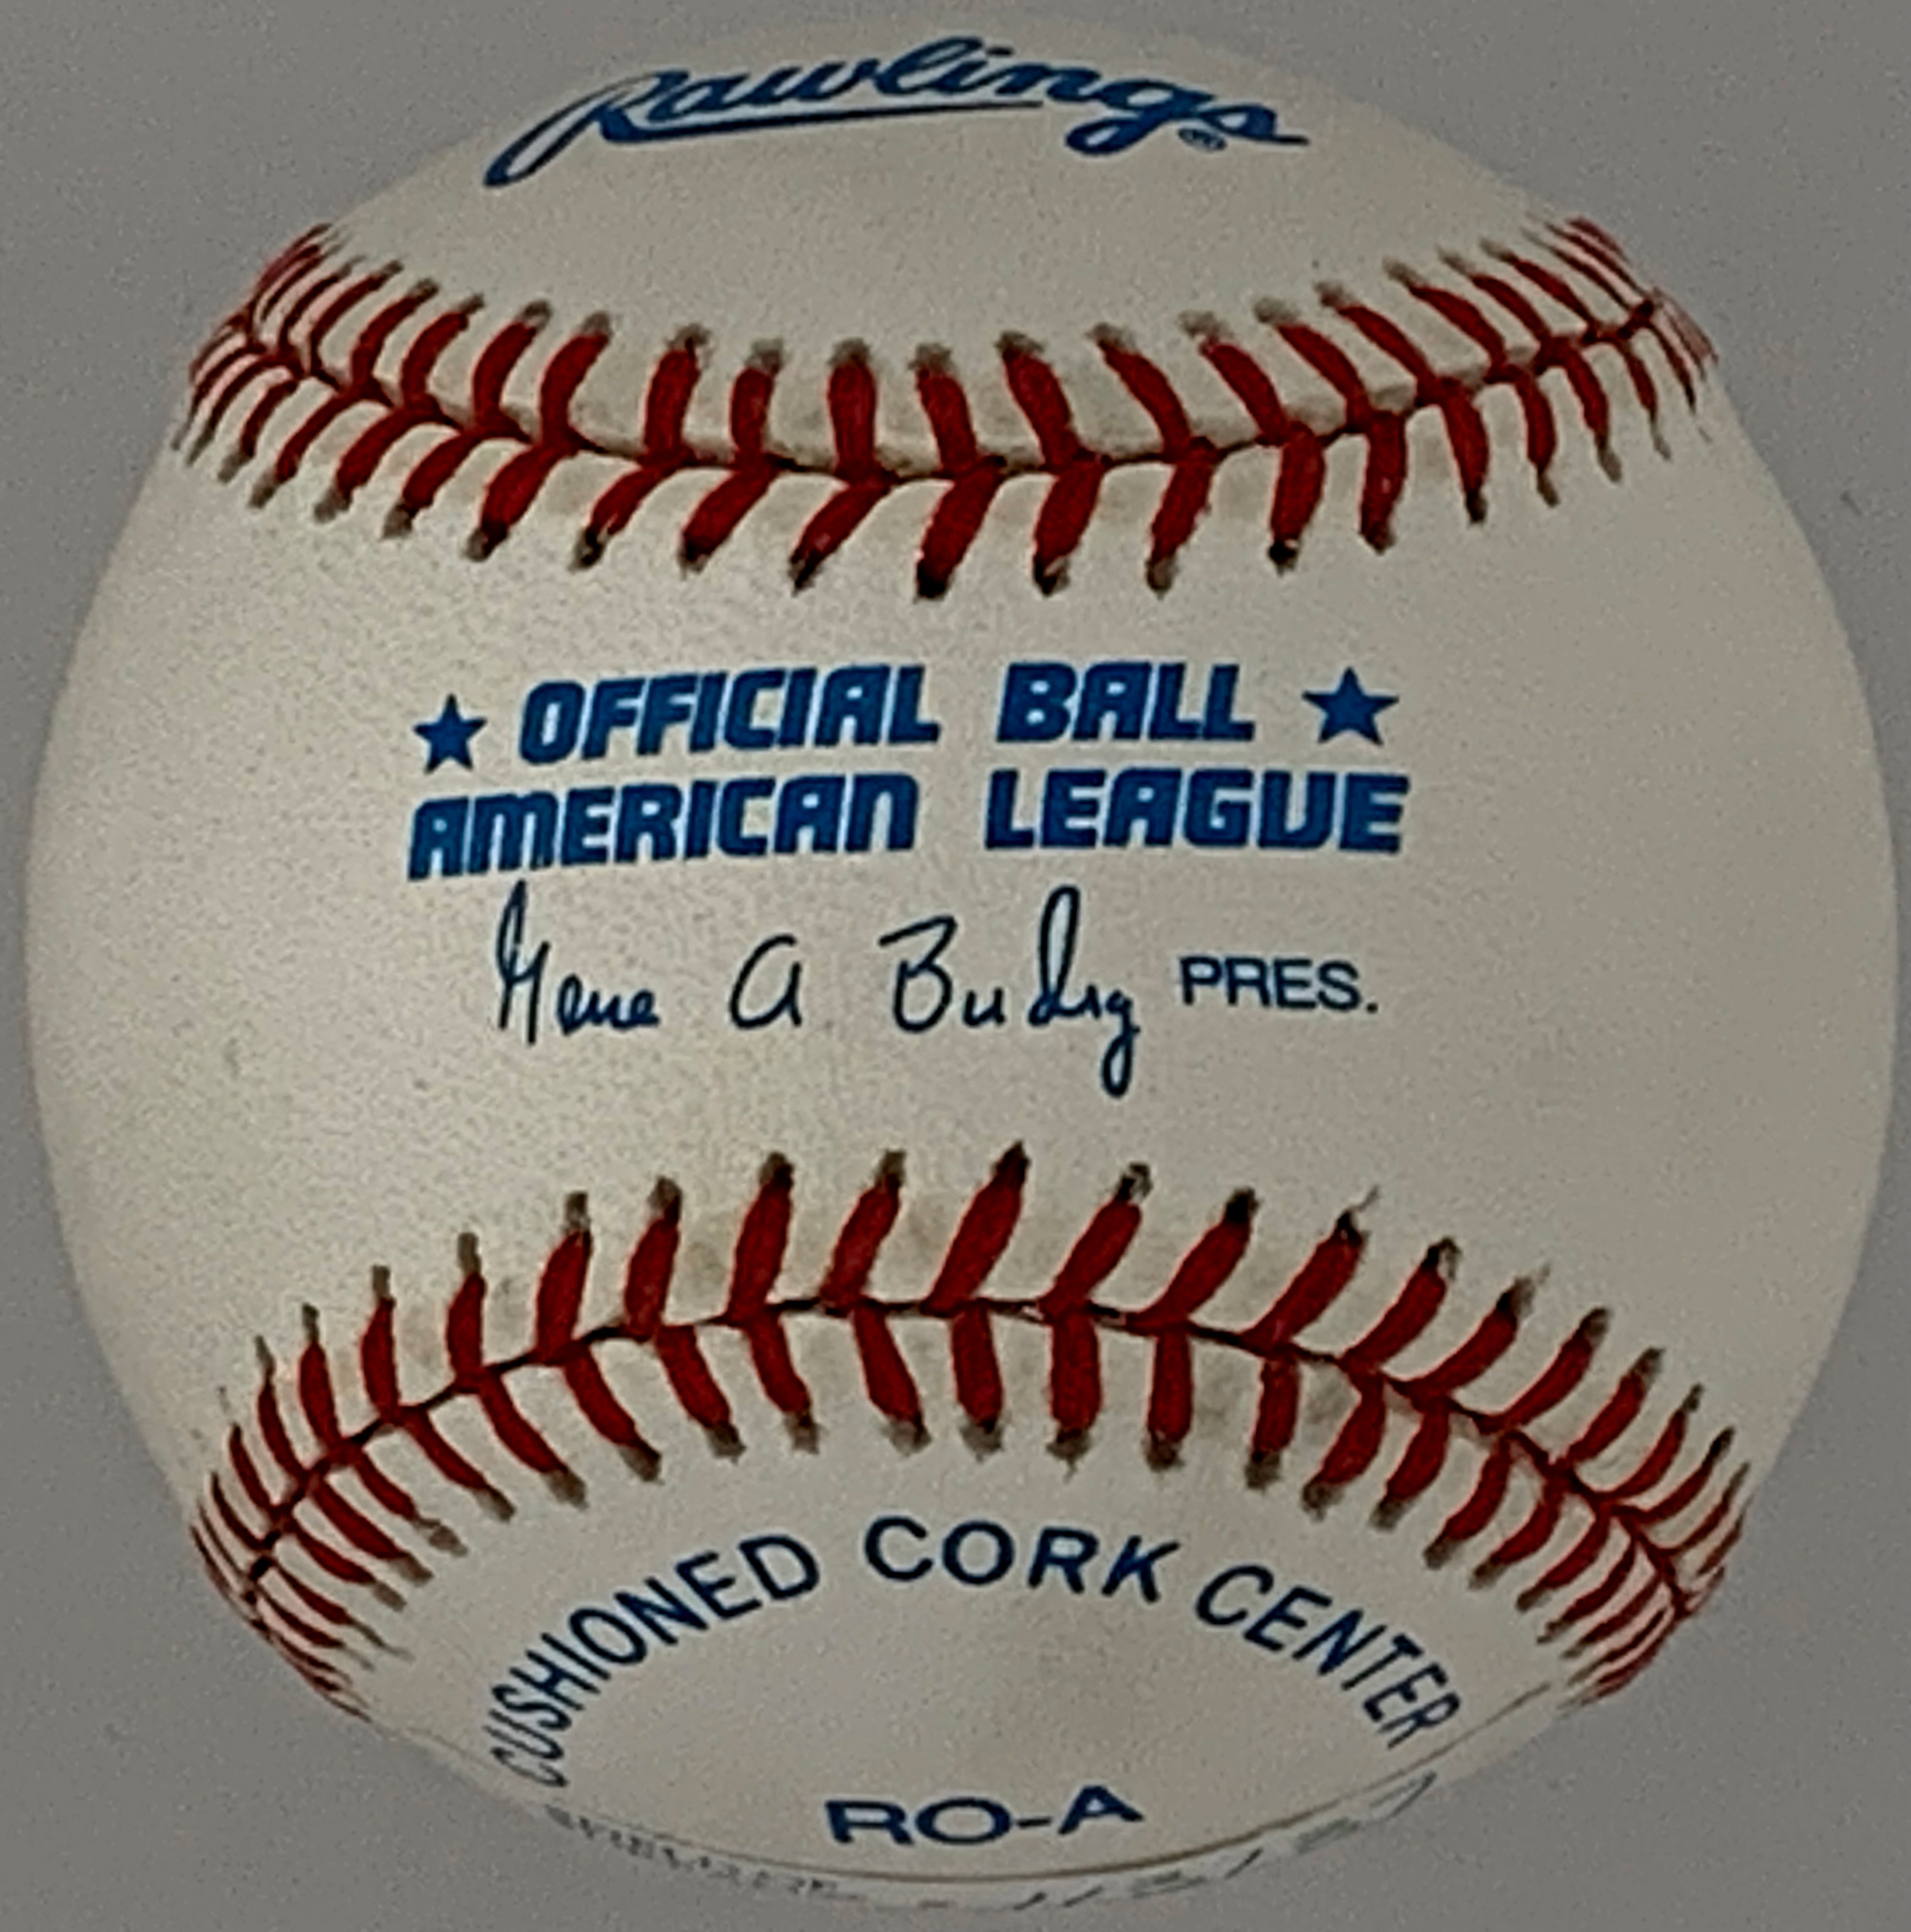 Rawlings®
★ OFFICIAL BALL ★
AMERICAN LEAGUE
Gene A Budig PRES.
CUSHIONED CORK CENTER
RO-A